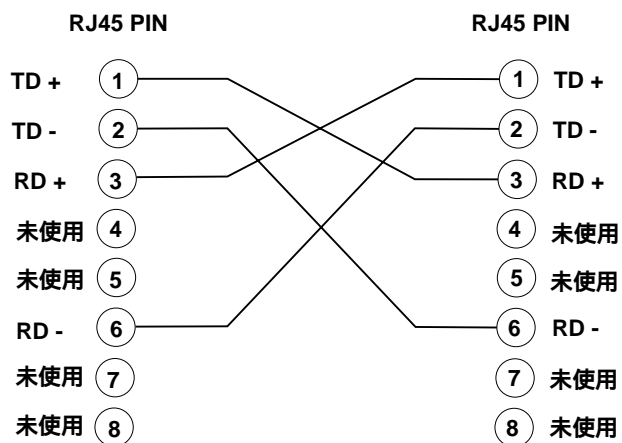 RJ45 PIN RJ45 PIN
TD + 1 1 TD +
TD - 2 2 TD -
RD + 3 3 RD +
未使用 4 4 未使用
未使用 5 5 未使用
RD - 6 6 RD -
未使用 7 7 未使用
未使用 8 8 未使用